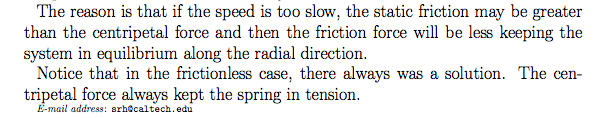 The reason is that if the speed is too slow, the static friction may be greater
than the centripetal force and then the friction force will be less keeping the
system in equilibrium along the radial direction.
Notice that in the frictionless case, there always was a solution. The cen-
tripetal force always kept the spring in tension.
E-mail address: srh@caltech.edu